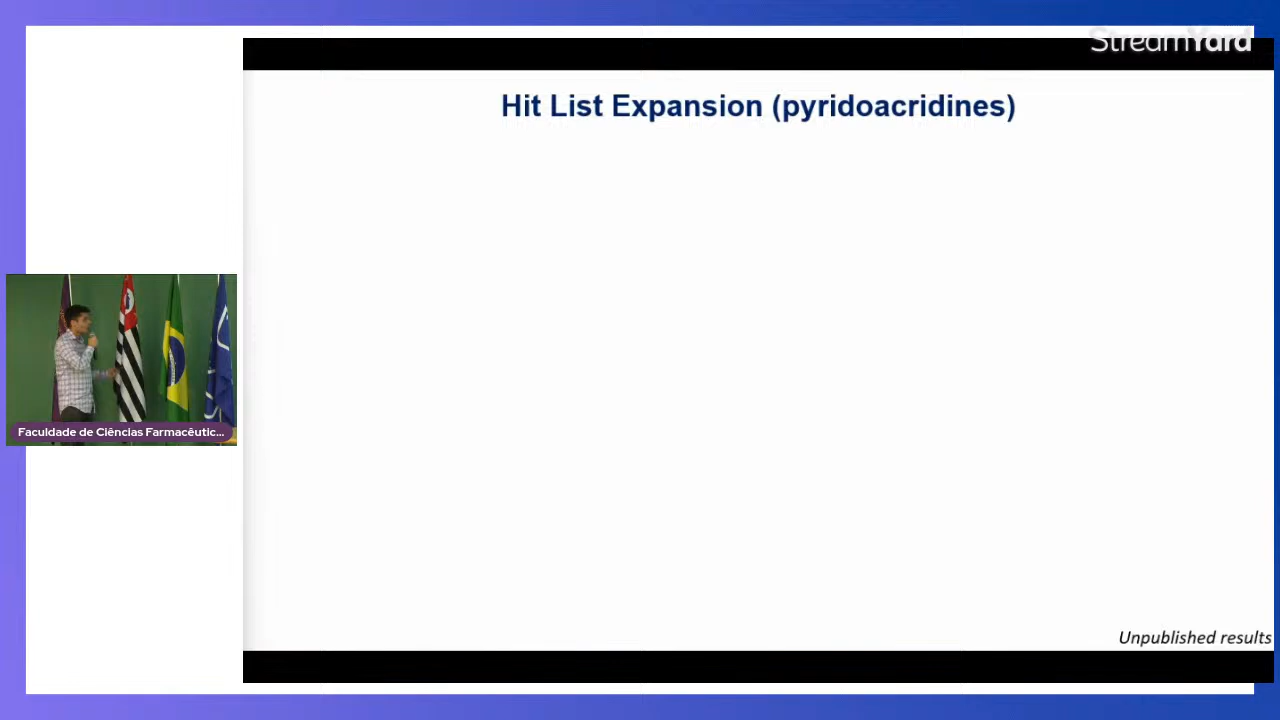 StreamYard
Hit List Expansion (pyridoacridines)
Faculdade de Ciências Farmacêutic...
Unpublished results